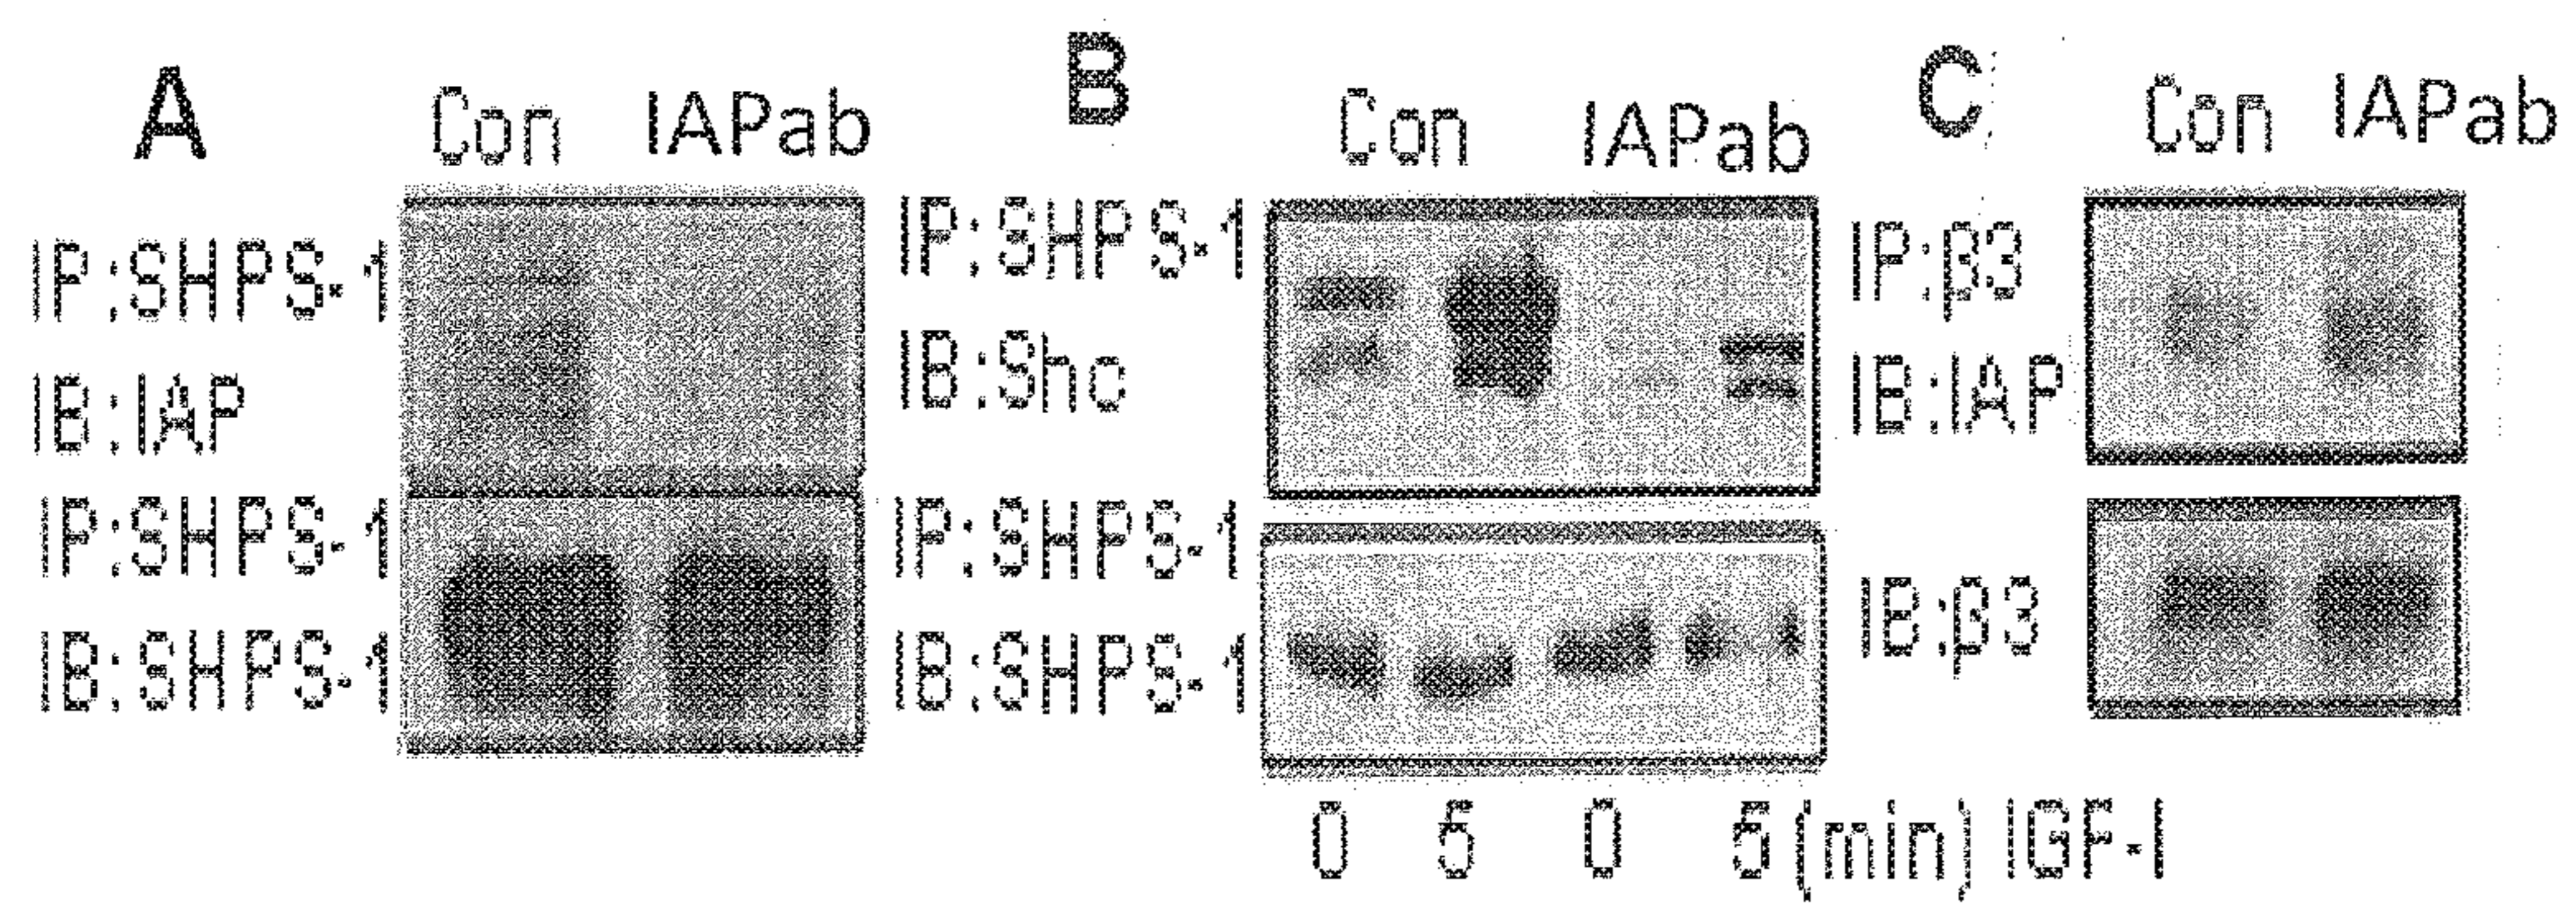 A
Con IAPab
IP:SHPS-1
IB:IAP
IP:SHPS-1
IB:SHPS-1
B
Con IAPab
IP:SHPS-1
IB:Shc
IP:SHPS-1
IB:SHPS-1
0 5 0 5(min) IGF-I
C
Con IAPab
IP:β3
IB:IAP
IB:β3